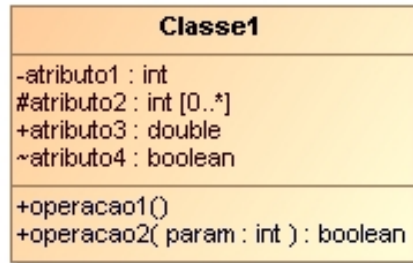 Classe1
-atributo1 : int
#atributo2 : int [0..*]
+atributo3 : double
~atributo4 : boolean
+operacao1()
+operacao2( param : int ) : boolean